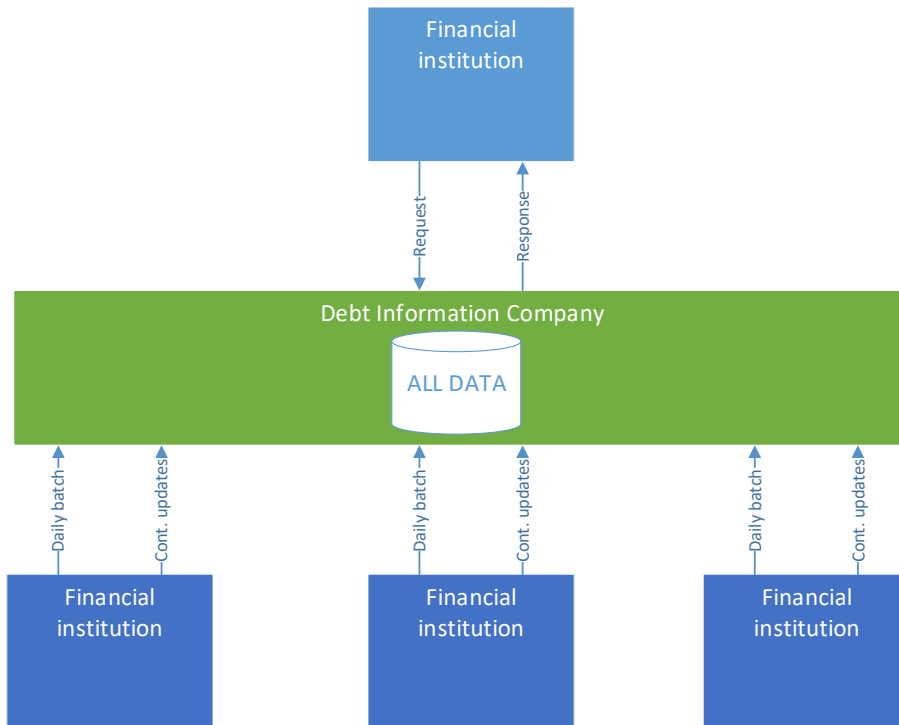 Financial
institution
Request
Response
Debt Information Company
ALL DATA
Daily batch
Cont. updates
Daily batch
Cont. updates
Daily batch
Cont. updates
Financial
institution
Financial
institution
Financial
institution